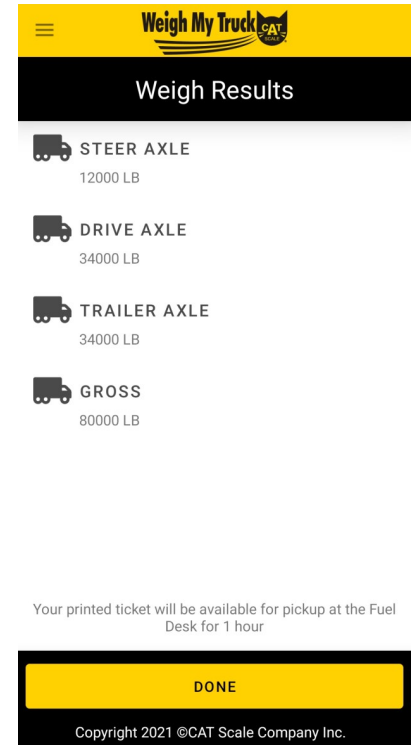 Weigh My Truck CAT SCALE
Weigh Results
STEER AXLE
12000 LB
DRIVE AXLE
34000 LB
TRAILER AXLE
34000 LB
GROSS
80000 LB
Your printed ticket will be available for pickup at the Fuel
Desk for 1 hour
DONE
Copyright 2021 ©CAT Scale Company Inc.